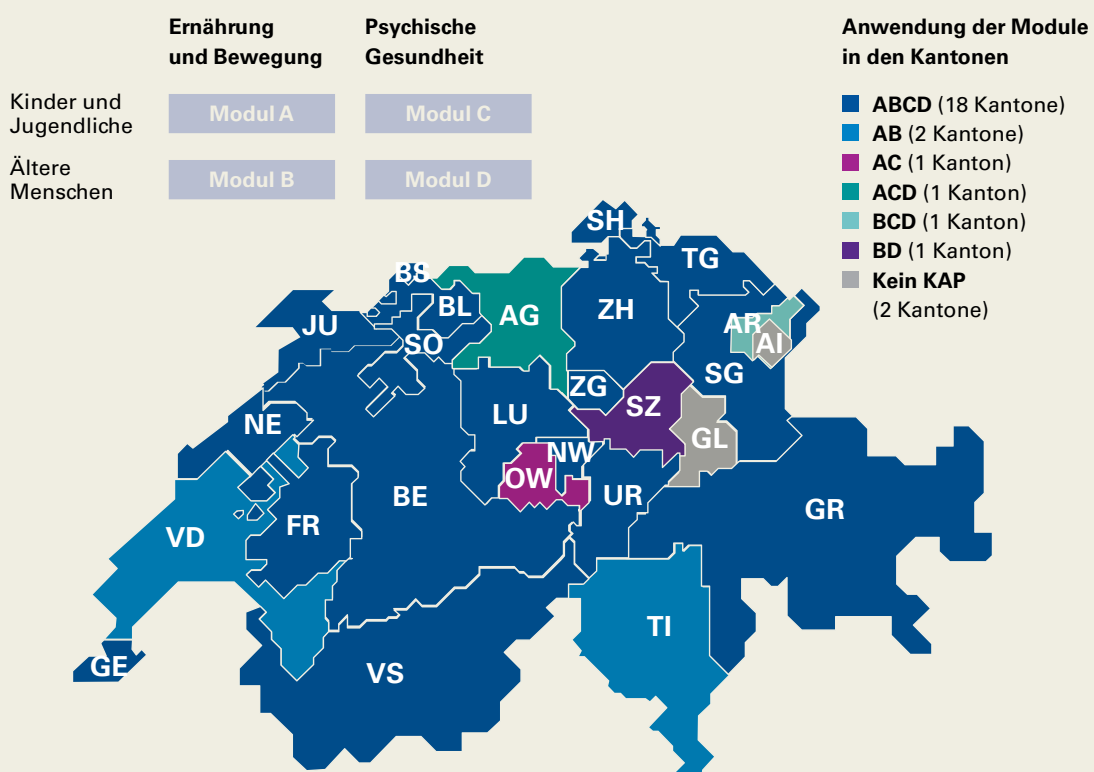 Ernährung
und Bewegung
Psychische
Gesundheit
Kinder und
Jugendliche
Modul A
Modul C
Ältere
Menschen
Modul B
Modul D
Anwendung der Module
in den Kantonen
ABCD (18 Kantone)
AB (2 Kantone)
AC (1 Kanton)
ACD (1 Kanton)
BCD (1 Kanton)
BD (1 Kanton)
Kein KAP
(2 Kantone)
SH
TG
BS
BL
AG
ZH
JU
AR
AI
SO
SG
ZG
SZ
LU
NE
GL
NW
OW
BE
UR
GR
FR
VD
TI
GE
VS